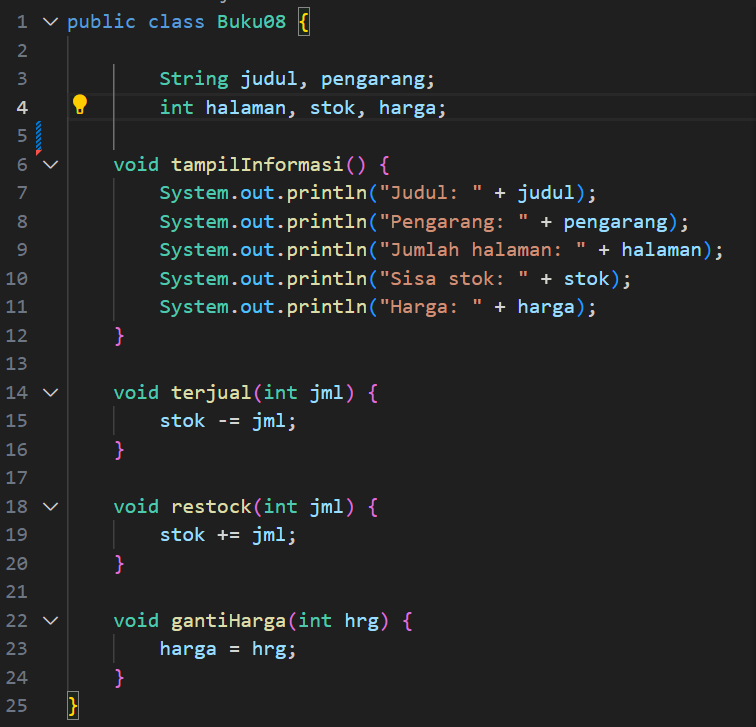 1 public class Buku08 {
2
3 String judul, pengarang;
4 int halaman, stok, harga;
5
6 void tampilInformasi() {
7 System.out.println("Judul: " + judul);
8 System.out.println("Pengarang: " + pengarang);
9 System.out.println("Jumlah halaman: " + halaman);
10 System.out.println("Sisa stok: " + stok);
11 System.out.println("Harga: " + harga);
12 }
13
14 void terjual(int jml) {
15 stok -= jml;
16 }
17
18 void restock(int jml) {
19 stok += jml;
20 }
21
22 void gantiHarga(int hrg) {
23 harga = hrg;
24 }
25 }